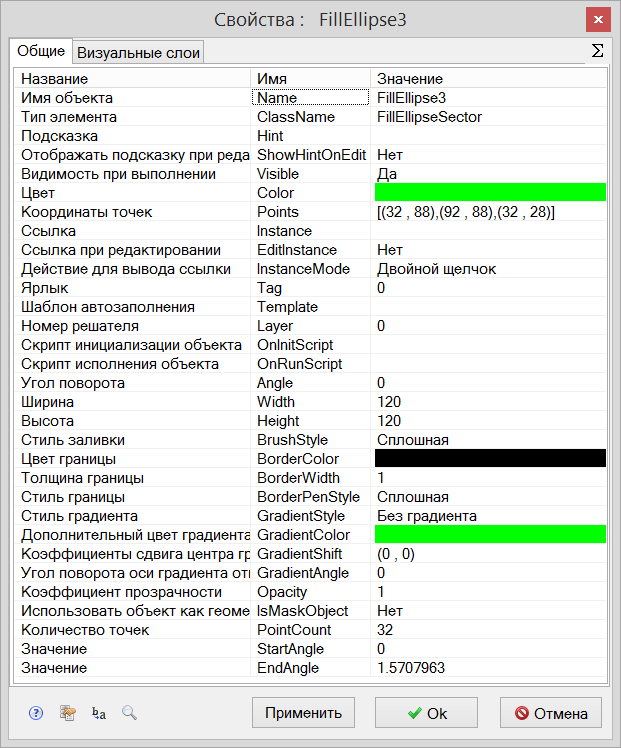 Свойства : FillEllipse3
Общие Визуальные слои Σ
Название Имя Значение
Имя объекта Name FillEllipse3
Тип элемента ClassName FillEllipseSector
Подсказка Hint
Отображать подсказку при реда ShowHintOnEdit Нет
Видимость при выполнении Visible Да
Цвет Color
Координаты точек Points [(32 , 88),(92 , 88),(32 , 28)]
Ссылка Instance
Ссылка при редактировании EditInstance Нет
Действие для вывода ссылки InstanceMode Двойной щелчок
Ярлык Tag 0
Шаблон автозаполнения Template
Номер решателя Layer 0
Скрипт инициализации объекта OnInitScript
Скрипт исполнения объекта OnRunScript
Угол поворота Angle 0
Ширина Width 120
Высота Height 120
Стиль заливки BrushStyle Сплошная
Цвет границы BorderColor
Толщина границы BorderWidth 1
Стиль границы BorderPenStyle Сплошная
Стиль градиента GradientStyle Без градиента
Дополнительный цвет градиента GradientColor
Коэффициенты сдвига центра гр GradientShift (0 , 0)
Угол поворота оси градиента отн GradientAngle 0
Коэффициент прозрачности Opacity 1
Использовать объект как геоме IsMaskObject Нет
Количество точек PointCount 32
Значение StartAngle 0
Значение EndAngle 1.5707963
? b a Применить Ok Отмена